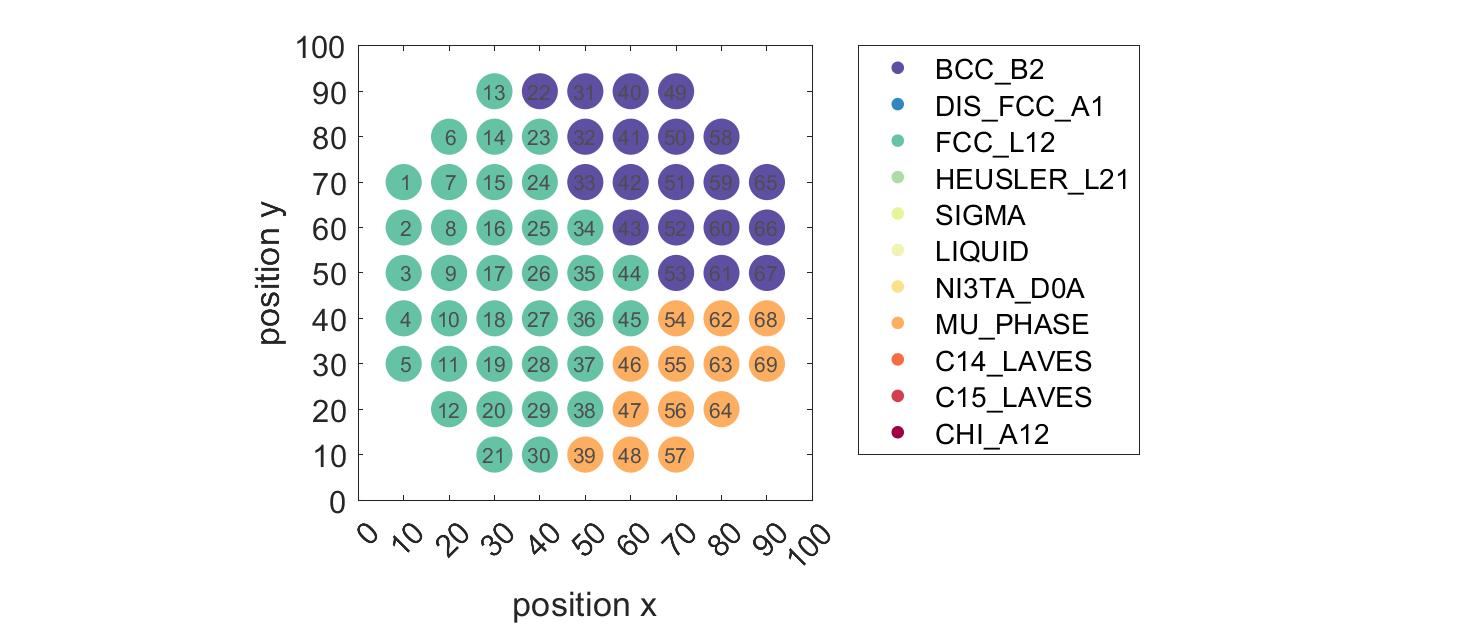 100
90
80
70
60
50
40
30
20
10
0
position y
13 22 31 40 49
6 14 23 32 41 50 58
1 7 15 24 33 42 51 59 65
2 8 16 25 34 43 52 60 66
3 9 17 26 35 44 53 61 67
4 10 18 27 36 45 54 62 68
5 11 19 28 37 46 55 63 69
12 20 29 38 47 56 64
21 30 39 48 57
0 10 20 30 40 50 60 70 80 90 100
position x
BCC_B2
DIS_FCC_A1
FCC_L12
HEUSLER_L21
SIGMA
LIQUID
NI3TA_D0A
MU_PHASE
C14_LAVES
C15_LAVES
CHI_A12